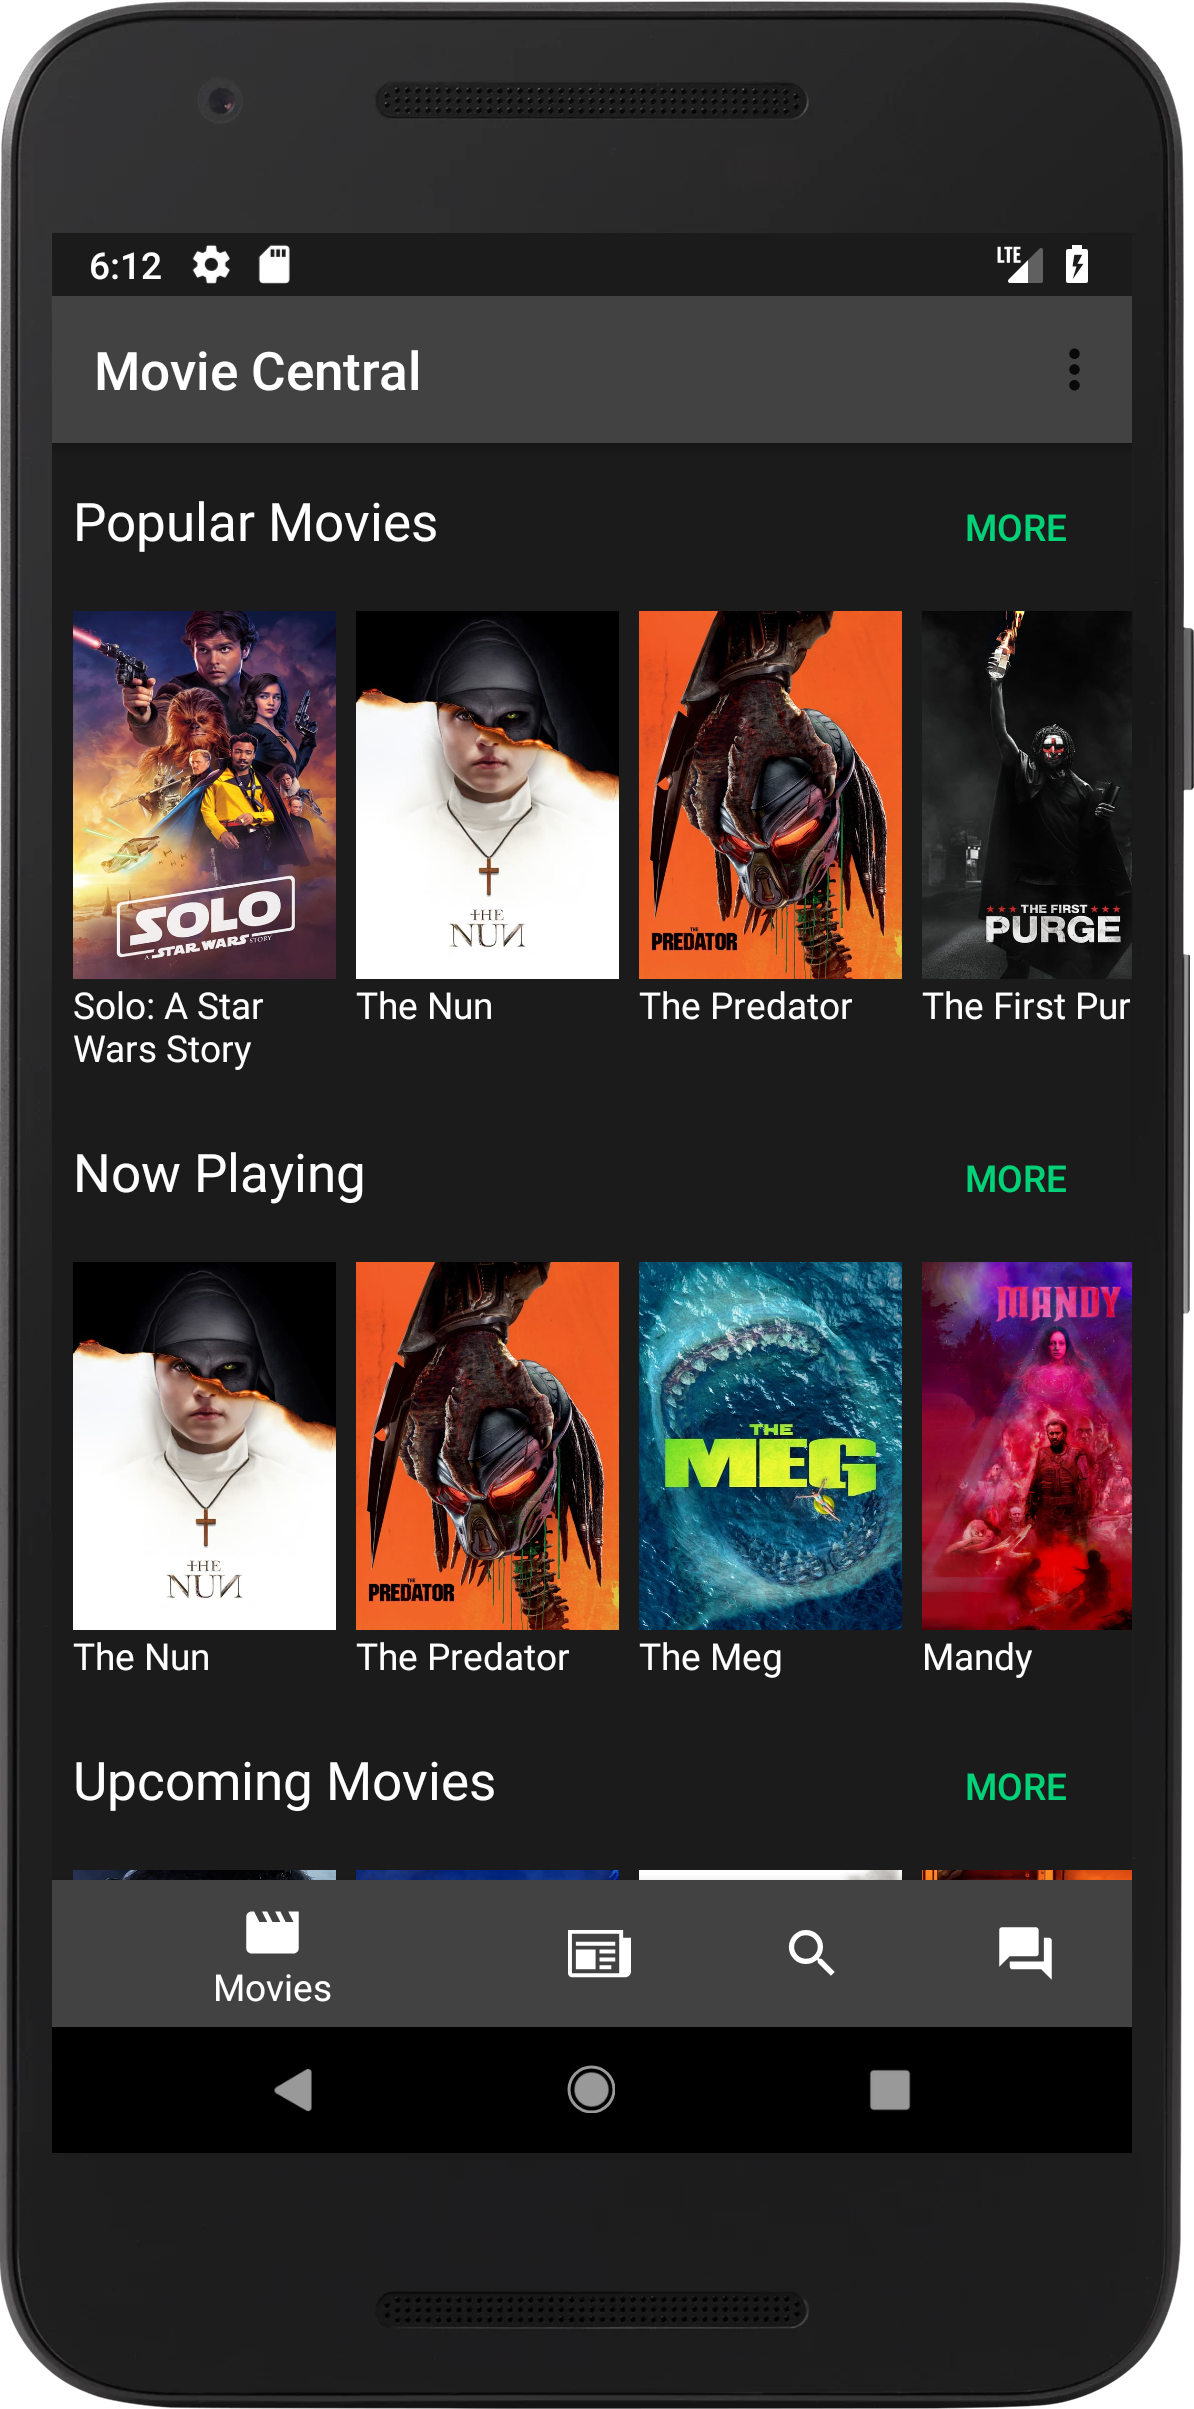 6:12
LTE
Movie Central
Popular Movies
MORE
SOLO
A STAR WARS STORY
THE
NUN
THE
PREDATOR
THE FIRST
PURGE
Solo: A Star
Wars Story
The Nun
The Predator
The First Pur
Now Playing
MORE
THE
NUN
THE
PREDATOR
THE
MEG
MANDY
The Nun
The Predator
The Meg
Mandy
Upcoming Movies
MORE
Movies